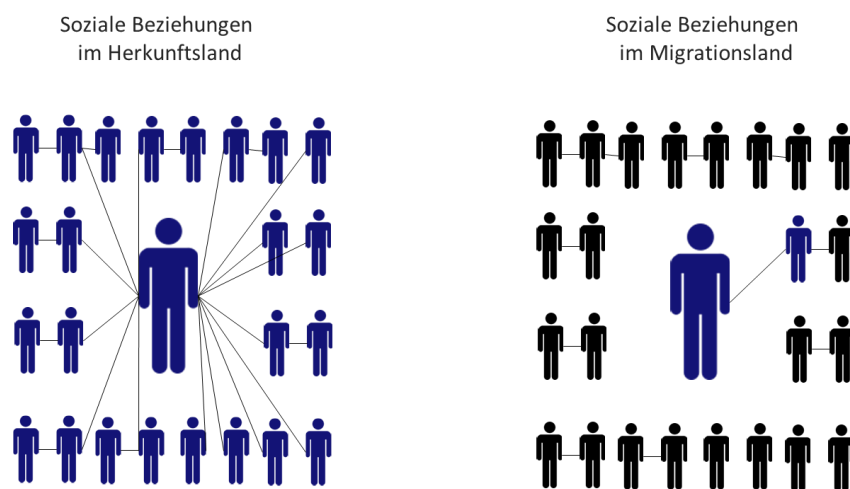 Soziale Beziehungen
im Herkunftsland
Soziale Beziehungen
im Migrationsland